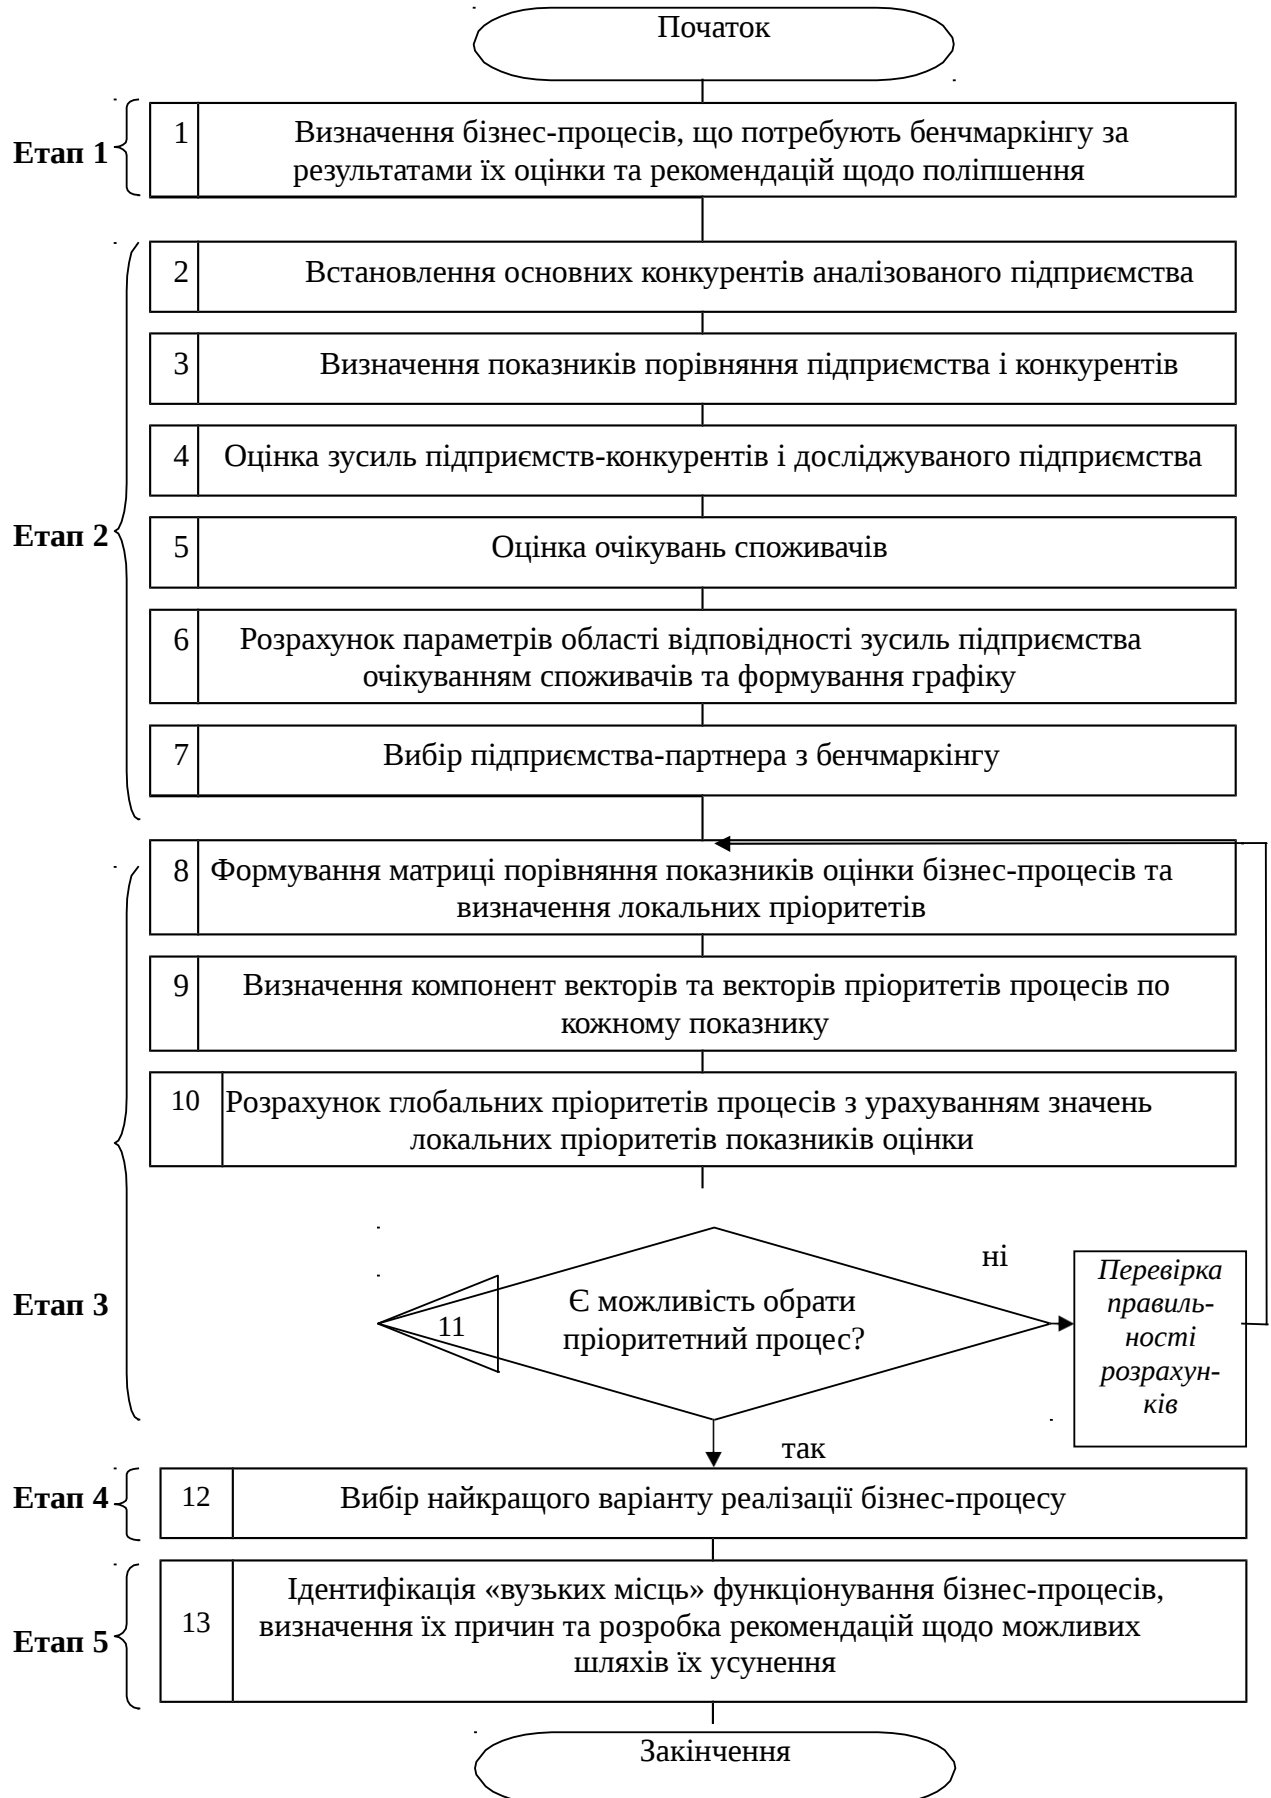 Початок
Етап 1
1
Визначення бізнес-процесів, що потребують бенчмаркінгу за
результатами їх оцінки та рекомендацій щодо поліпшення
2
Встановлення основних конкурентів аналізованого підприємства
3
Визначення показників порівняння підприємства і конкурентів
4
Оцінка зусиль підприємств-конкурентів і досліджуваного підприємства
Етап 2
5
Оцінка очікувань споживачів
6
Розрахунок параметрів області відповідності зусиль підприємства
очікуванням споживачів та формування графіку
7
Вибір підприємства-партнера з бенчмаркінгу
8
Формування матриці порівняння показників оцінки бізнес-процесів та
визначення локальних пріоритетів
9
Визначення компонент векторів та векторів пріоритетів процесів по
кожному показнику
10
Розрахунок глобальних пріоритетів процесів з урахуванням значень
локальних пріоритетів показників оцінки
Етап 3
11
Є можливість обрати
пріоритетний процес?
ні
Перевірка
правиль-
ності
розрахун-
ків
так
Етап 4
12
Вибір найкращого варіанту реалізації бізнес-процесу
Етап 5
13
Ідентифікація «вузьких місць» функціонування бізнес-процесів,
визначення їх причин та розробка рекомендацій щодо можливих
шляхів їх усунення
Закінчення